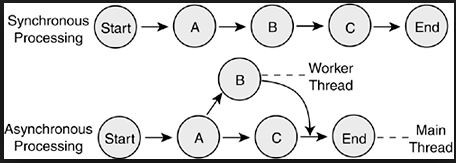 Synchronous
Processing
Start
A
B
C
End
B
Worker
Thread
Asynchronous
Processing
Start
A
C
End
Main
Thread